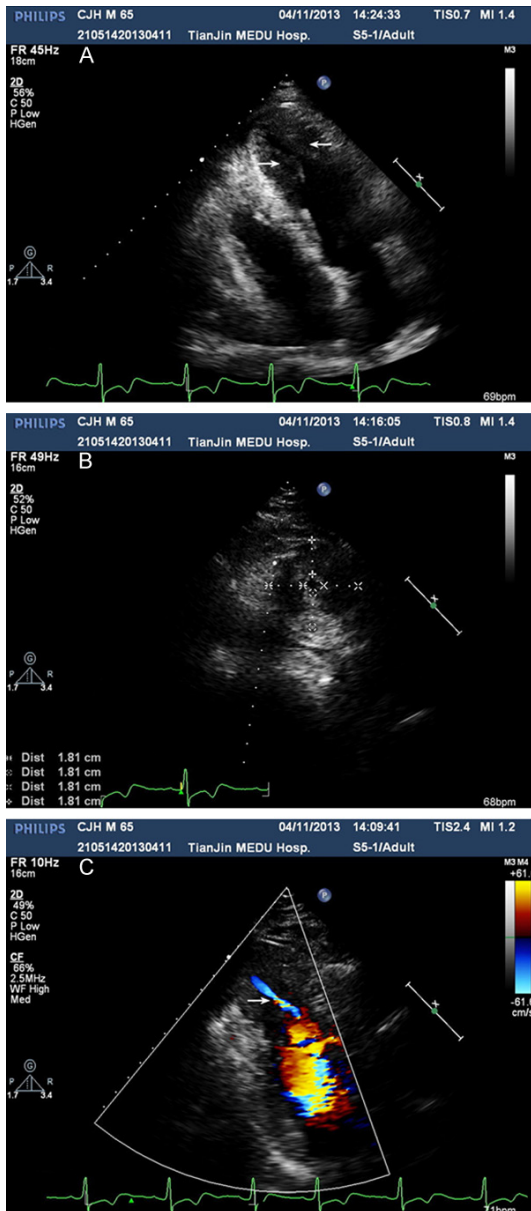 PHILIPS CJH M 65 04/11/2013 14:24:33 TIS0.7 MI 1.4
21051420130411 TianJin MEDU Hosp. S5-1/Adult
FR 45Hz
18cm
A
M3
2D
56%
C 50
P Low
HGen
P
G
P R
1.7 3.4
69bpm
PHILIPS CJH M 65 04/11/2013 14:16:05 TIS0.8 MI 1.4
21051420130411 TianJin MEDU Hosp. S5-1/Adult
FR 49Hz
16cm
B
M3
2D
52%
C 50
P Low
HGen
P
G
P R
1.7 3.4
Dist 1.81 cm
Dist 1.81 cm
Dist 1.81 cm
Dist 1.81 cm
68bpm
PHILIPS CJH M 65 04/11/2013 14:09:41 TIS2.4 MI 1.2
21051420130411 TianJin MEDU Hosp. S5-1/Adult
FR 10Hz
16cm
C
M3 M4
+61.
2D
49%
C 50
P Low
HGen
CF
66%
2.5MHz
WF High
Med
-61.
cm/s
P
G
P R
1.7 3.4
71bpm